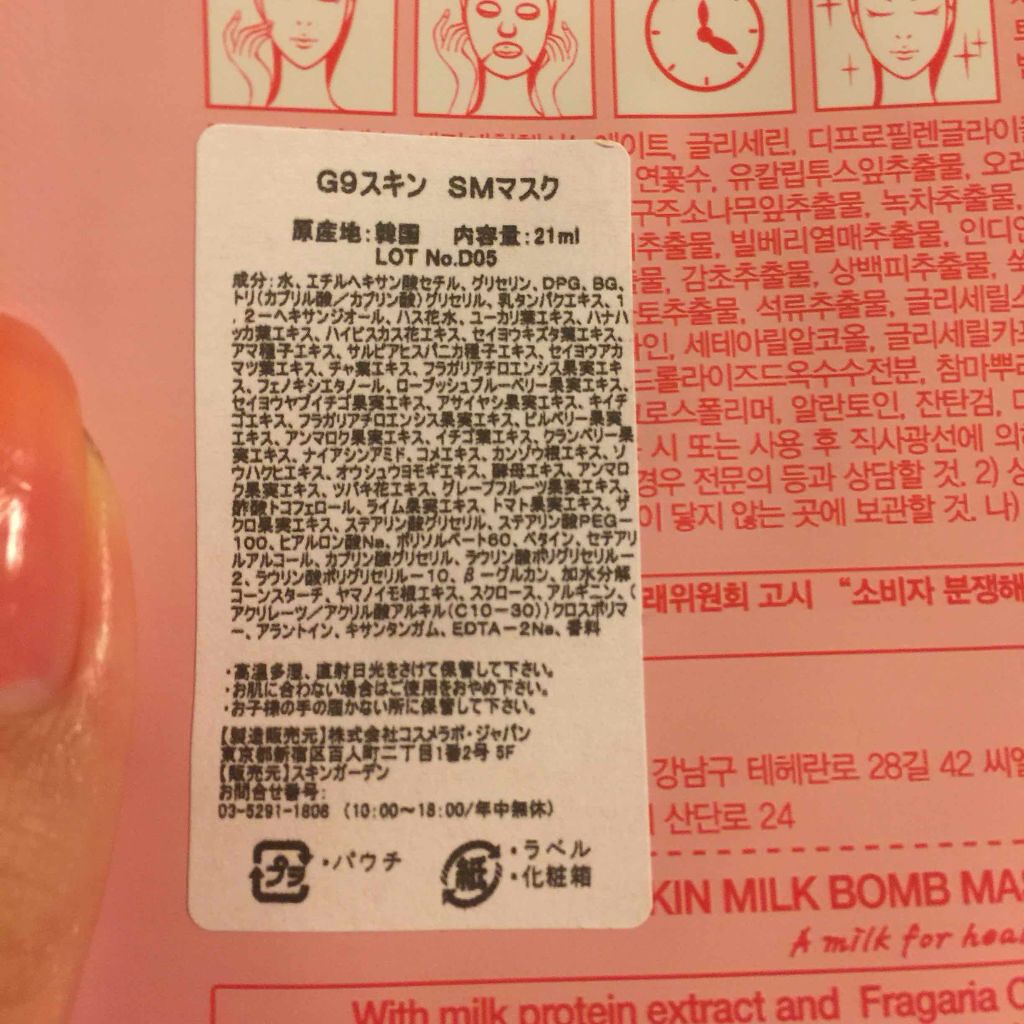 이트, 글리세린, 디프로필렌글라이
연꽃수, 유칼립투스잎추출물, 오레
구주소나무잎추출물, 녹차추출물,
추출물, 빌베리열매추출물, 인디언
물, 감초추출물, 상백피추출물, 쑥
토추출물, 석류추출물, 글리세릴스
인, 세테아릴알코올, 글리세릴카프
드롤라이즈드옥수수전분, 참마뿌리
로스폴리머, 알란토인, 잔탄검, 디
시 또는 사용 후 직사광선에 의하
경우 전문의 등과 상담할 것. 2) 상
이 닿지 않는 곳에 보관할 것. 나)
래위원회 고시 “소비자 분쟁해
강남구 테헤란로 28길 42 씨엘
산단로 24
G9スキン SMマスク
原産地:韓国 内容量:21ml
LOT No.D05
成分:水、エチルヘキサン酸セチル、グリセリン、DPG、BG、
トリ(カプリル酸/カプリン酸)グリセリル、乳タンパクエキス、1
,2-ヘキサンジオール、ハス花水、ユーカリ葉エキス、ハナハ
ッカ葉エキス、ハイビスカス花エキス、セイヨウキズタ葉エキス、
アマ種子エキス、サルビアヒスパニカ種子エキス、セイヨウアカ
マツ葉エキス、チャ葉エキス、フラガリアチロエンシス果実エキ
ス、フェノキシエタノール、ローブッシュブルーベリー果実エキス、
セイヨウヤブイチゴ果実エキス、アサイヤシ果実エキス、キイチ
ゴエキス、フラガリアチロエンシス果実エキス、ビルベリー果実
エキス、アンマロク果実エキス、イチゴ葉エキス、クランベリー果
実エキス、ナイアシンアミド、コメエキス、カンゾウ根エキス、ソ
ウハクヒエキス、オウシュウヨモギエキス、酵母エキス、アンマロ
ク果実エキス、ツバキ花エキス、グレープフルーツ果実エキス、
酢酸トコフェロール、ライム果実エキス、トマト果実エキス、ザ
クロ果実エキス、ステアリン酸グリセリル、ステアリン酸PEG-
100、ヒアルロン酸Na、ポリソルベート60、ベタイン、セテアリ
ルアルコール、カプリン酸グリセリル、ラウリン酸ポリグリセリル-
2、ラウリン酸ポリグリセリル-10、β-グルカン、加水分解
コーンスターチ、ヤマノイモ根エキス、スクロース、アルギニン、(
アクリレーツ/アクリル酸アルキル(C10-30))クロスポリマ
ー、アラントイン、キサンタンガム、EDTA-2Na、香料
・高温多湿、直射日光をさけて保管して下さい。
・お肌に合わない場合はご使用をおやめ下さい。
・お子様の手の届かない所に保管して下さい。
【製造販売元】株式会社コスメラボ・ジャパン
東京都新宿区百人町二丁目1番2号 5F
【販売元】スキンガーデン
お問合せ番号:
03-5291-1808 (10:00～18:00/年中無休)
プラ ・パウチ
紙 ・ラベル
・化粧箱
KIN MILK BOMB MA
A milk for hea
With milk protein extract and Fragaria C